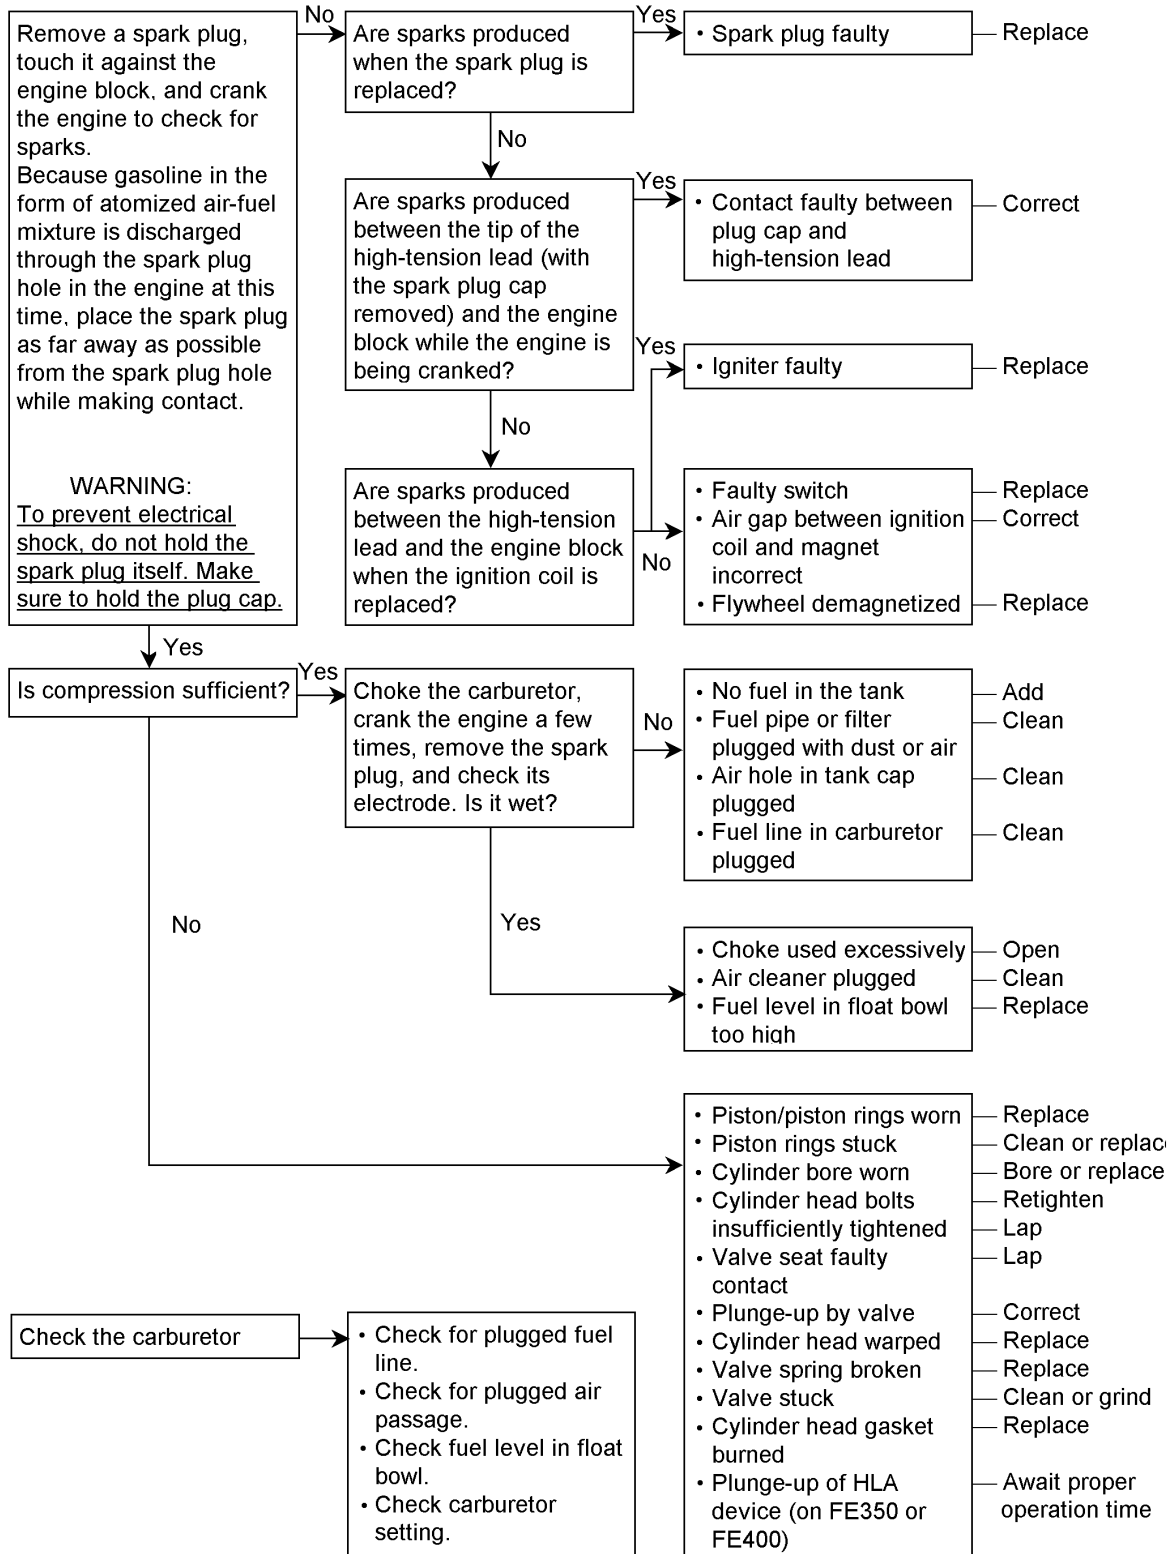 Remove a spark plug,
touch it against the
engine block, and crank
the engine to check for
sparks.
Because gasoline in the
form of atomized air-fuel
mixture is discharged
through the spark plug
hole in the engine at this
time, place the spark plug
as far away as possible
from the spark plug hole
while making contact.
WARNING:
To prevent electrical
shock, do not hold the
spark plug itself. Make
sure to hold the plug cap.
No
Are sparks produced
when the spark plug is
replaced?
Yes
• Spark plug faulty
Replace
No
Are sparks produced
between the tip of the
high-tension lead (with
the spark plug cap
removed) and the engine
block while the engine is
being cranked?
Yes
• Contact faulty between
plug cap and
high-tension lead
Correct
No
Are sparks produced
between the high-tension
lead and the engine block
when the ignition coil is
replaced?
Yes
• Igniter faulty
Replace
No
• Faulty switch
Replace
• Air gap between ignition
coil and magnet
incorrect
Correct
• Flywheel demagnetized
Replace
Yes
Is compression sufficient?
Yes
Choke the carburetor,
crank the engine a few
times, remove the spark
plug, and check its
electrode. Is it wet?
No
• No fuel in the tank
Add
• Fuel pipe or filter
plugged with dust or air
Clean
• Air hole in tank cap
plugged
Clean
• Fuel line in carburetor
plugged
Clean
Yes
• Choke used excessively
Open
• Air cleaner plugged
Clean
• Fuel level in float bowl
too high
Replace
No
• Piston/piston rings worn
Replace
• Piston rings stuck
Clean or replace
• Cylinder bore worn
Bore or replace
• Cylinder head bolts
insufficiently tightened
Retighten
Lap
• Valve seat faulty
contact
Lap
• Plunge-up by valve
Correct
• Cylinder head warped
Replace
• Valve spring broken
Replace
• Valve stuck
Clean or grind
• Cylinder head gasket
burned
Replace
• Plunge-up of HLA
device (on FE350 or
FE400)
Await proper
operation time
Check the carburetor
• Check for plugged fuel
line.
• Check for plugged air
passage.
• Check fuel level in float
bowl.
• Check carburetor
setting.